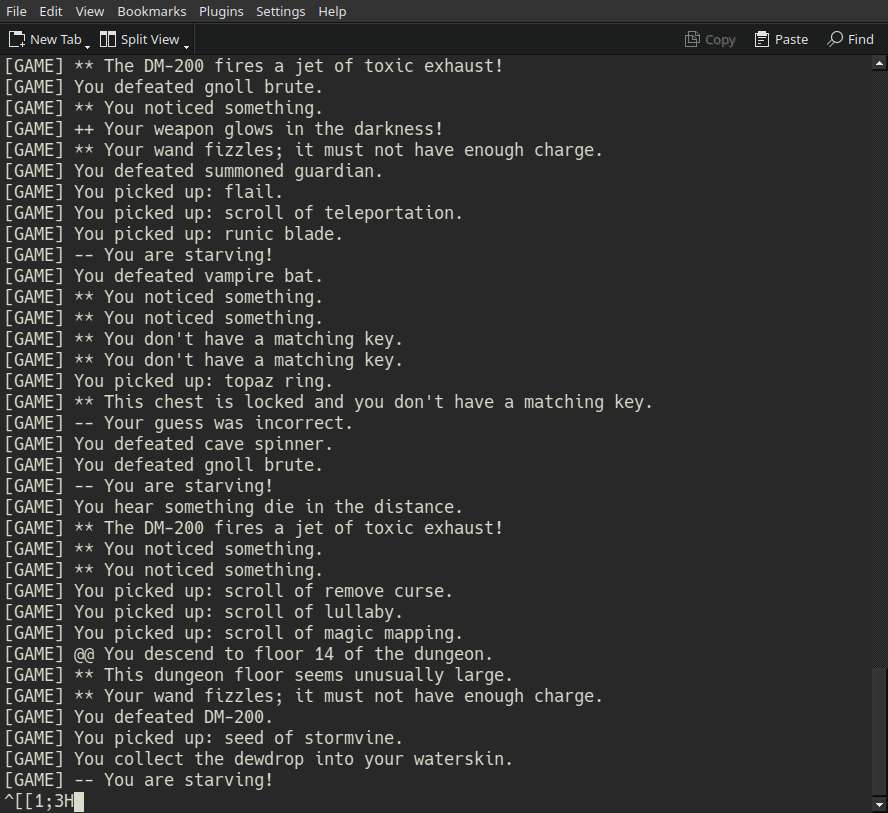 File Edit View Bookmarks Plugins Settings Help
New Tab Split View Copy Paste Find
[GAME] ** The DM-200 fires a jet of toxic exhaust!
[GAME] You defeated gnoll brute.
[GAME] ** You noticed something.
[GAME] ++ Your weapon glows in the darkness!
[GAME] ** Your wand fizzles; it must not have enough charge.
[GAME] You defeated summoned guardian.
[GAME] You picked up: flail.
[GAME] You picked up: scroll of teleportation.
[GAME] You picked up: runic blade.
[GAME] -- You are starving!
[GAME] You defeated vampire bat.
[GAME] ** You noticed something.
[GAME] ** You noticed something.
[GAME] ** You don't have a matching key.
[GAME] ** You don't have a matching key.
[GAME] You picked up: topaz ring.
[GAME] ** This chest is locked and you don't have a matching key.
[GAME] -- Your guess was incorrect.
[GAME] You defeated cave spinner.
[GAME] You defeated gnoll brute.
[GAME] -- You are starving!
[GAME] You hear something die in the distance.
[GAME] ** The DM-200 fires a jet of toxic exhaust!
[GAME] ** You noticed something.
[GAME] ** You noticed something.
[GAME] You picked up: scroll of remove curse.
[GAME] You picked up: scroll of lullaby.
[GAME] You picked up: scroll of magic mapping.
[GAME] @@ You descend to floor 14 of the dungeon.
[GAME] ** This dungeon floor seems unusually large.
[GAME] ** Your wand fizzles; it must not have enough charge.
[GAME] You defeated DM-200.
[GAME] You picked up: seed of stormvine.
[GAME] You collect the dewdrop into your waterskin.
[GAME] -- You are starving!
^[[1;3H